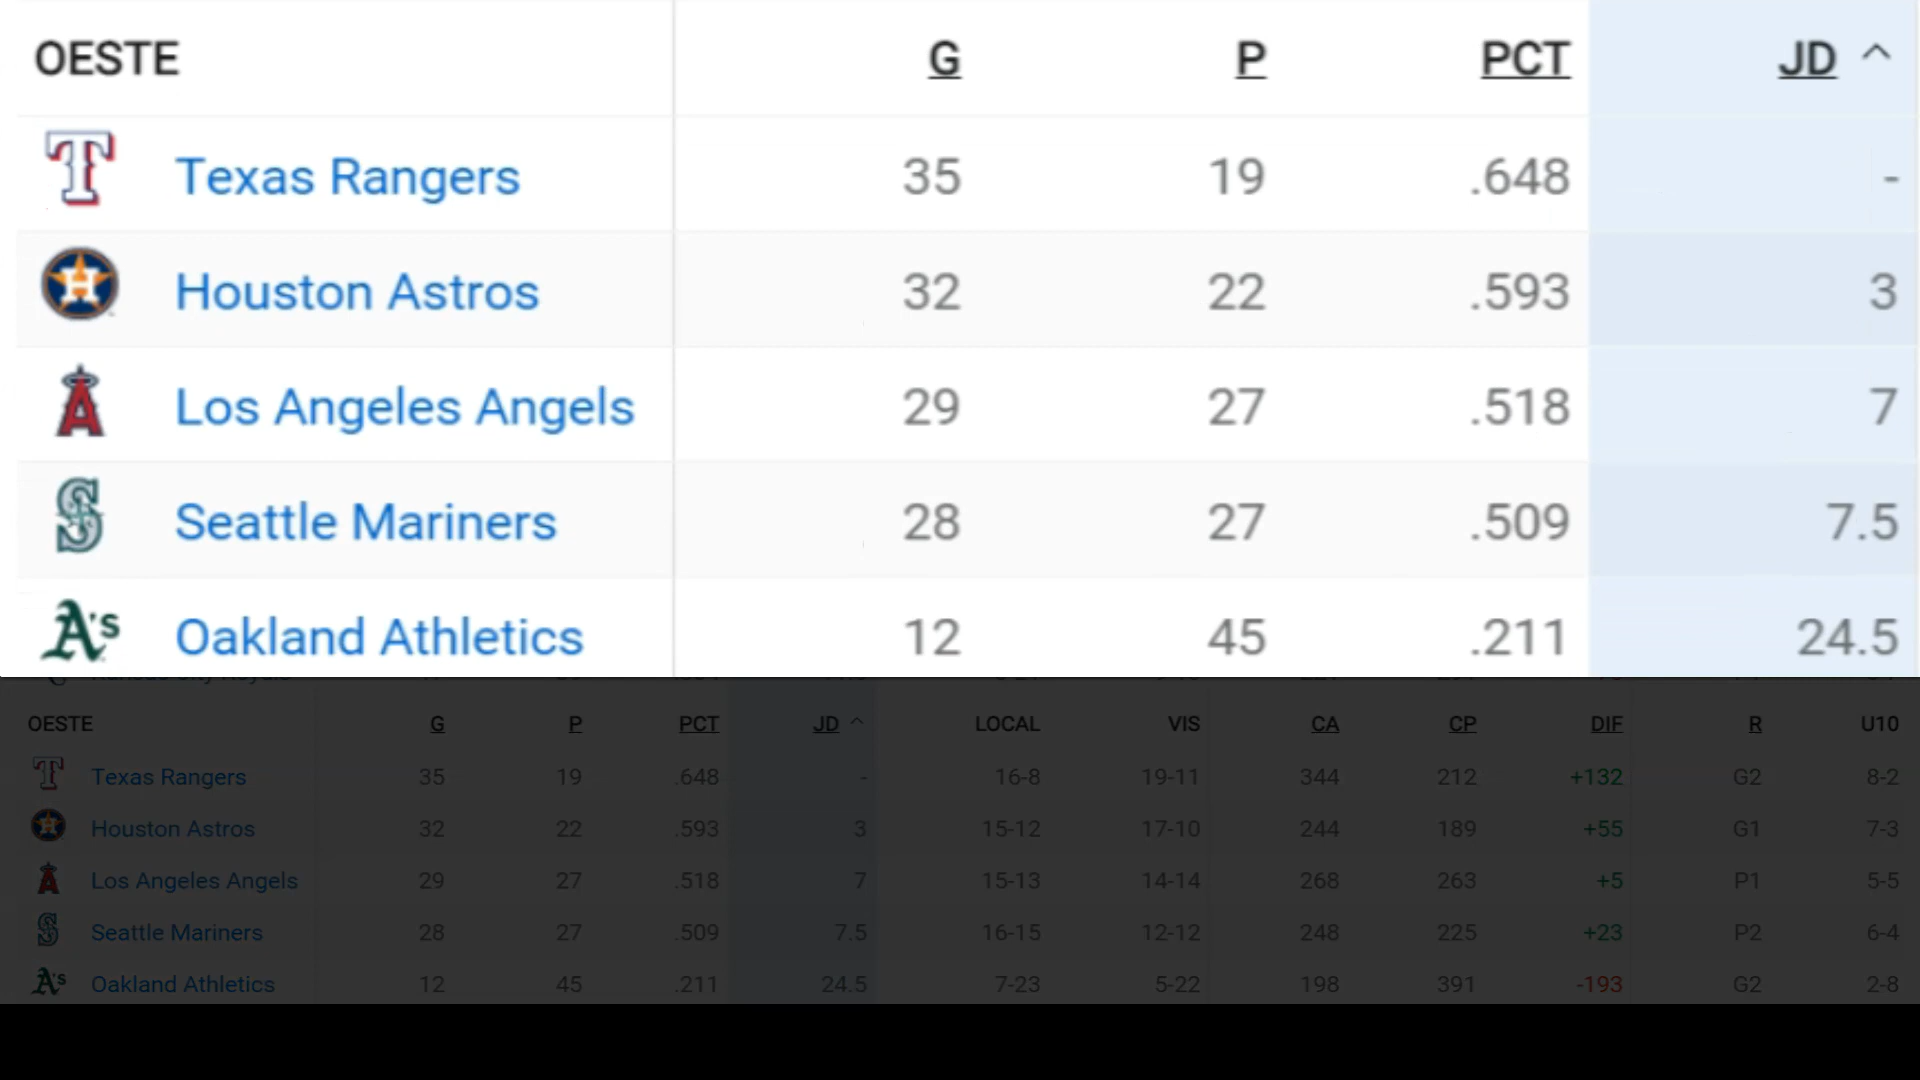 OESTE G P PCT JD
Texas Rangers 35 19 .648 -
Houston Astros 32 22 .593 3
Los Angeles Angels 29 27 .518 7
Seattle Mariners 28 27 .509 7.5
A's Oakland Athletics 12 45 .211 24.5
OESTE G P PCT JD LOCAL VIS CA CP DIF R U10
Texas Rangers 35 19 .648 - 16-8 19-11 344 212 +132 G2 8-2
Houston Astros 32 22 .593 3 15-12 17-10 244 189 +55 G1 7-3
Los Angeles Angels 29 27 .518 7 15-13 14-14 268 263 +5 P1 5-5
Seattle Mariners 28 27 .509 7.5 16-15 12-12 248 225 +23 P2 6-4
A's Oakland Athletics 12 45 .211 24.5 7-23 5-22 198 391 -193 G2 2-8